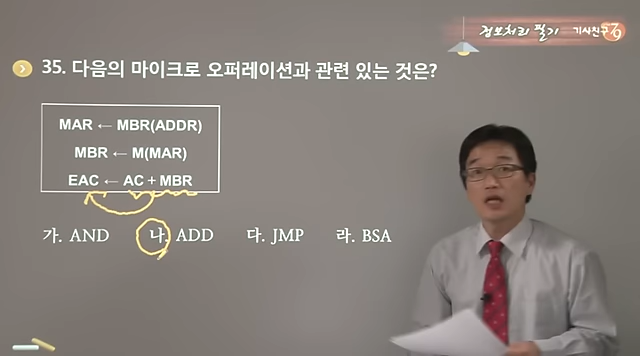 정보처리 필기 기사친구
35. 다음의 마이크로 오퍼레이션과 관련 있는 것은?
MAR ← MBR(ADDR)
MBR ← M(MAR)
EAC ← AC + MBR
가. AND 나. ADD 다. JMP 라. BSA